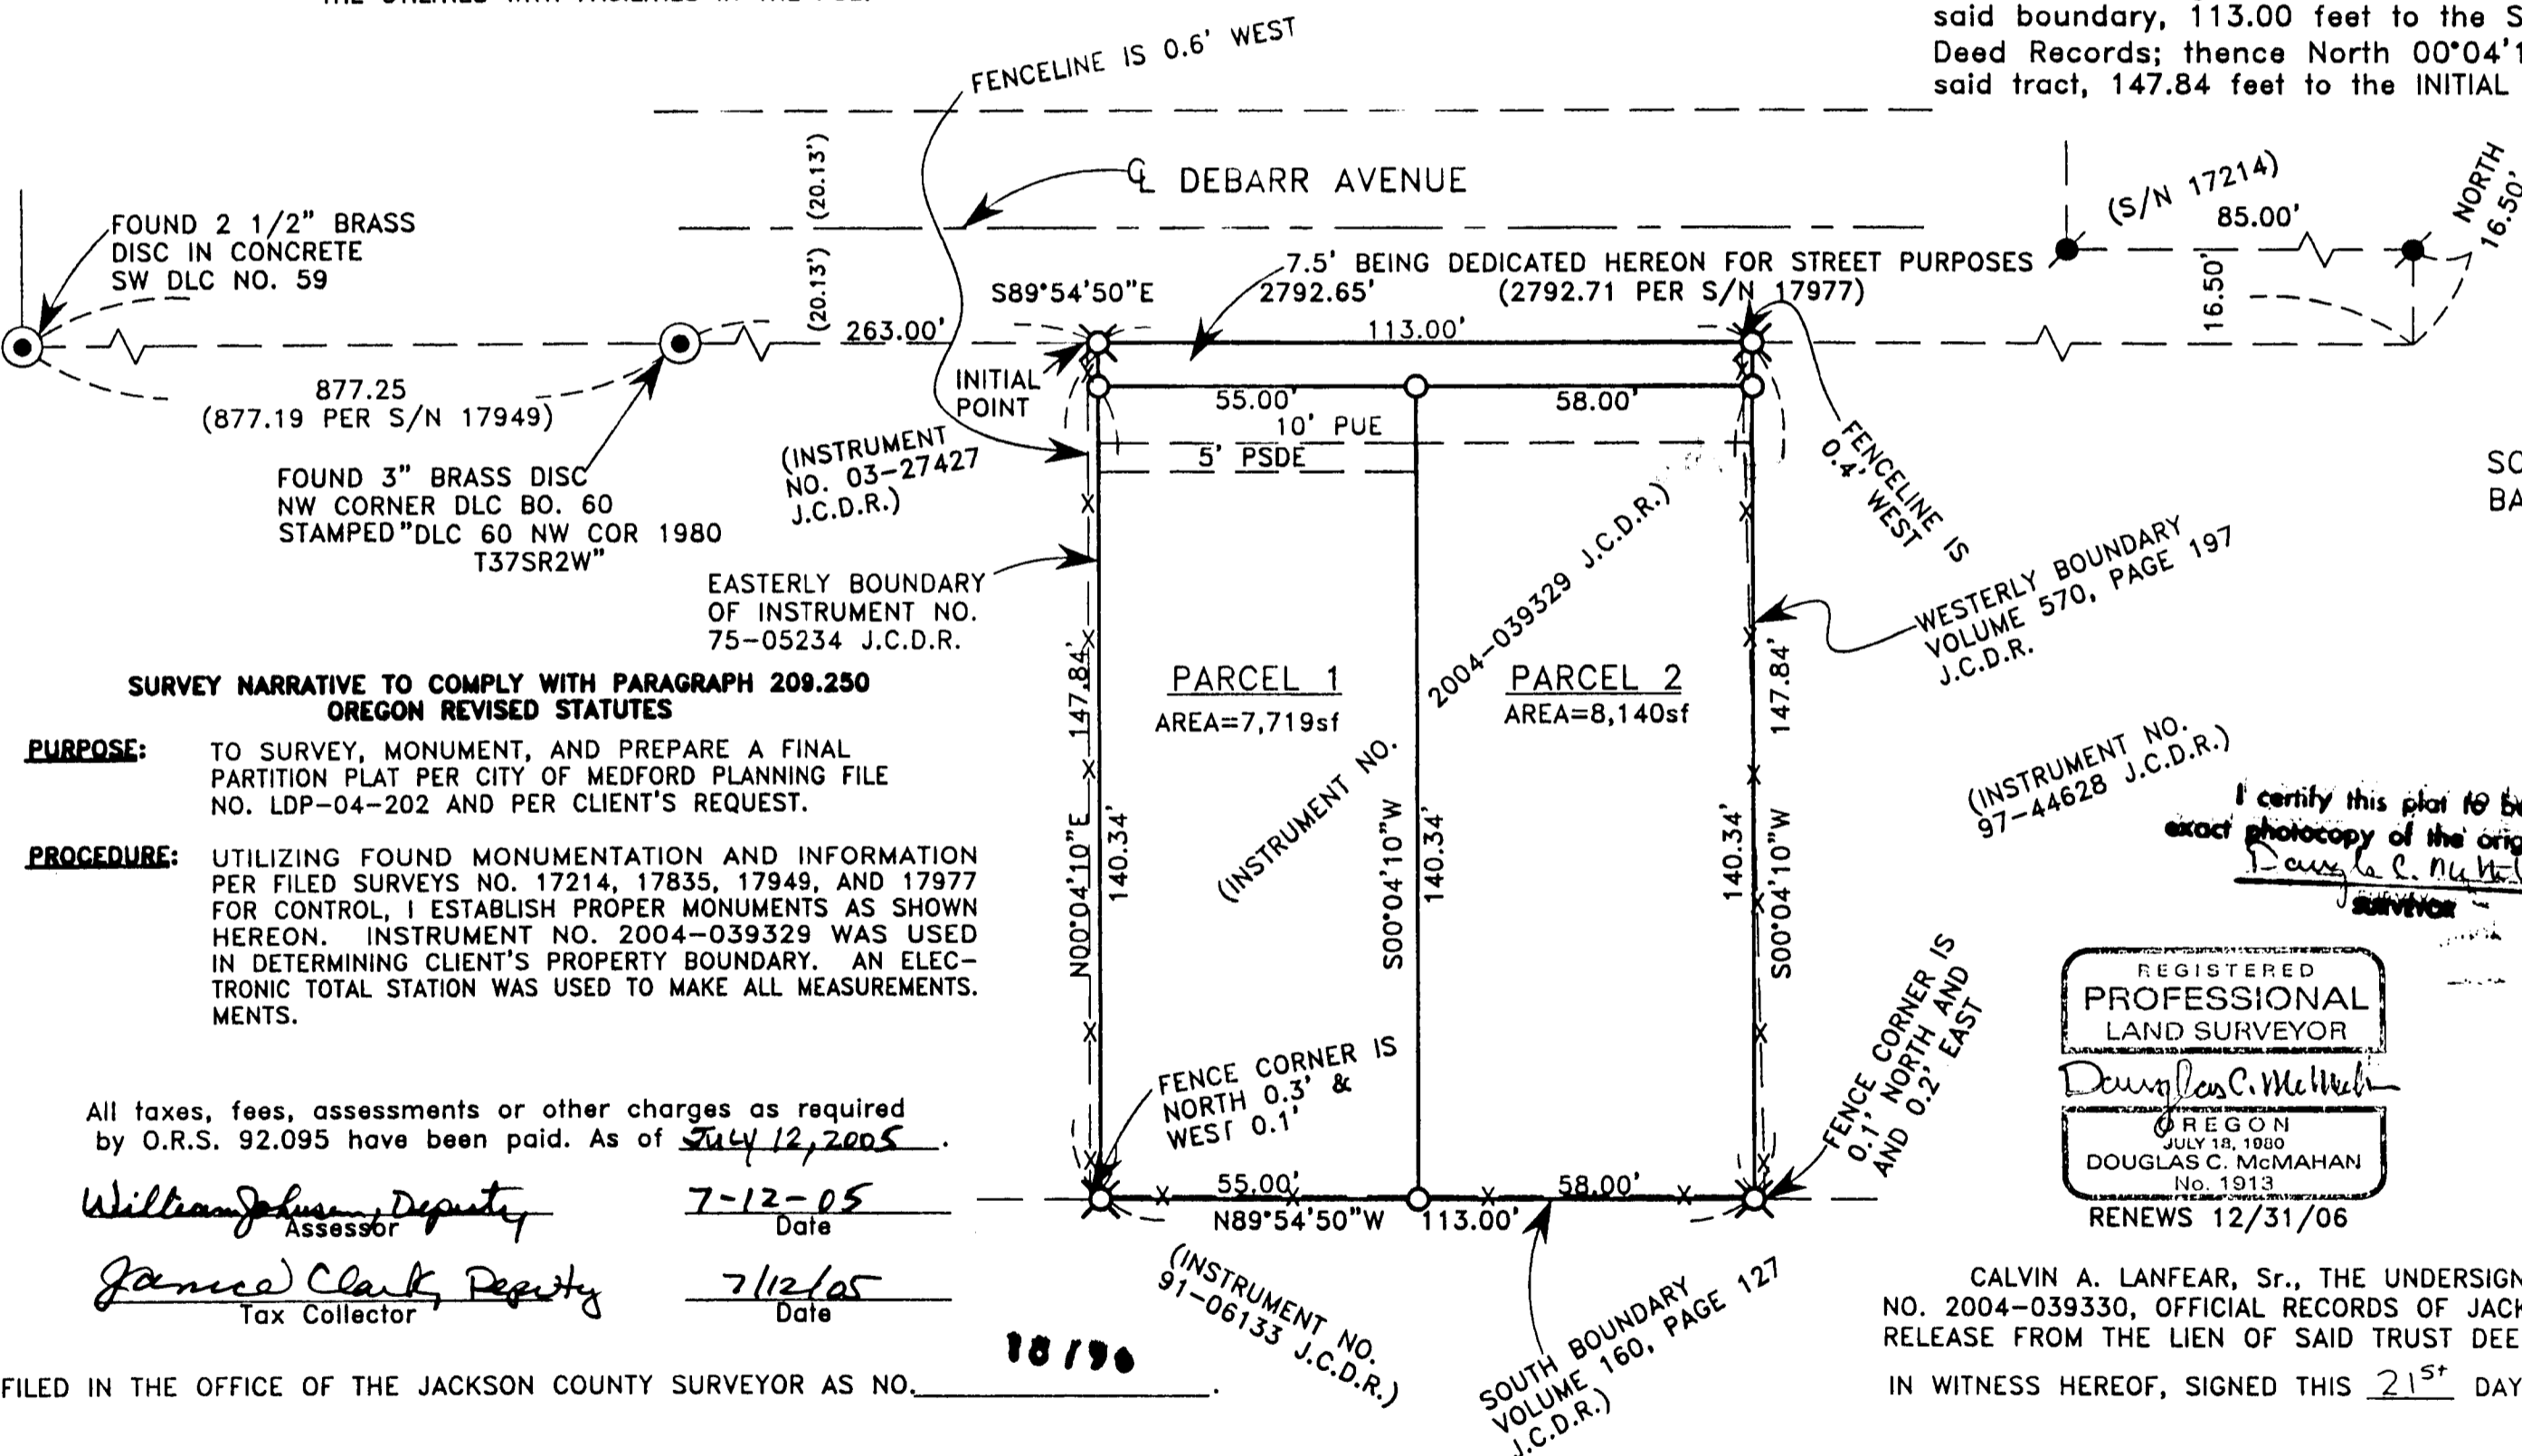 said boundary, 113.00 feet to the
Deed Records; thence North 00°04'1
said tract, 147.84 feet to the INITIAL
FENCELINE IS 0.6' WEST
(20.13')
℄ DEBARR AVENUE
(20.13')
FOUND 2 1/2" BRASS
DISC IN CONCRETE
SW DLC NO. 59
(S/N 17214)
85.00'
NORTH
16.50'
16.50'
7.5' BEING DEDICATED HEREON FOR STREET PURPOSES
S89°54'50"E 2792.65' (2792.71 PER S/N 17977)
263.00'
113.00'
877.25
(877.19 PER S/N 17949)
INITIAL
POINT
55.00'
58.00'
10' PUE
5' PSDE
(INSTRUMENT
NO. 03-27427
J.C.D.R.)
FENCELINE IS
0.4' WEST
FOUND 3" BRASS DISC
NW CORNER DLC BO. 60
STAMPED"DLC 60 NW COR 1980
T37SR2W"
EASTERLY BOUNDARY
OF INSTRUMENT NO.
75-05234 J.C.D.R.
WESTERLY BOUNDARY
VOLUME 570, PAGE 197
J.C.D.R.
SC
BA
PARCEL 1
AREA=7,719sf
PARCEL 2
AREA=8,140sf
(INSTRUMENT NO.
2004-039329 J.C.D.R.)
N00°04'10"E 147.84'
140.34'
S00°04'10"W
140.34'
140.34'
S00°04'10"W 147.84'
(INSTRUMENT NO.
97-44628 J.C.D.R.)
SURVEY NARRATIVE TO COMPLY WITH PARAGRAPH 209.250
OREGON REVISED STATUTES
PURPOSE: TO SURVEY, MONUMENT, AND PREPARE A FINAL
PARTITION PLAT PER CITY OF MEDFORD PLANNING FILE
NO. LDP-04-202 AND PER CLIENT'S REQUEST.
PROCEDURE: UTILIZING FOUND MONUMENTATION AND INFORMATION
PER FILED SURVEYS NO. 17214, 17835, 17949, AND 17977
FOR CONTROL, I ESTABLISH PROPER MONUMENTS AS SHOWN
HEREON. INSTRUMENT NO. 2004-039329 WAS USED
IN DETERMINING CLIENT'S PROPERTY BOUNDARY. AN ELEC-
TRONIC TOTAL STATION WAS USED TO MAKE ALL MEASUREMENTS.
MENTS.
I certify this plat to
exact photocopy of the orig
SURVEYOR
REGISTERED
PROFESSIONAL
LAND SURVEYOR
Douglas C. McMahan
OREGON
JULY 18, 1980
DOUGLAS C. McMAHAN
No. 1913
RENEWS 12/31/06
FENCE CORNER IS
NORTH 0.3' &
WEST 0.1'
FENCE CORNER IS
0.1' NORTH AND
AND 0.2' EAST
All taxes, fees, assessments or other charges as required
by O.R.S. 92.095 have been paid. As of July 12, 2005.
William Johnson, Deputy 7-12-05
Assessor Date
Janice Clark, Deputy 7/12/05
Tax Collector Date
55.00'
58.00'
N89°54'50"W 113.00'
(INSTRUMENT NO.
91-06133 J.C.D.R.)
SOUTH BOUNDARY
VOLUME 160, PAGE 127
J.C.D.R.)
CALVIN A. LANFEAR, Sr., THE UNDERSIGN
NO. 2004-039330, OFFICIAL RECORDS OF JACK
RELEASE FROM THE LIEN OF SAID TRUST DEE
IN WITNESS HEREOF, SIGNED THIS 21st DAY
FILED IN THE OFFICE OF THE JACKSON COUNTY SURVEYOR AS NO. .